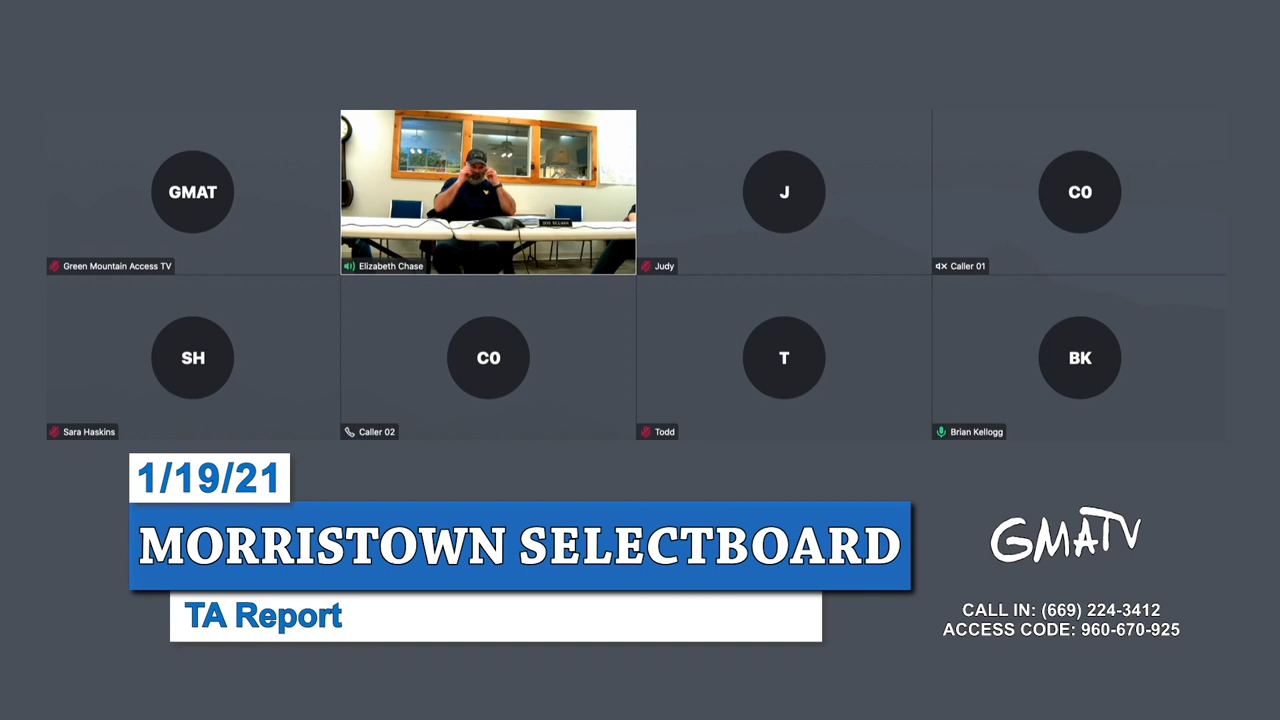 GMAT
J
C0
Green Mountain Access TV
Elizabeth Chase
Judy
Caller 01
SH
C0
T
BK
Sara Haskins
Caller 02
Todd
Brian Kellogg
1/19/21
MORRISTOWN SELECTBOARD
TA Report
GMATV
CALL IN: (669) 224-3412
ACCESS CODE: 960-670-925